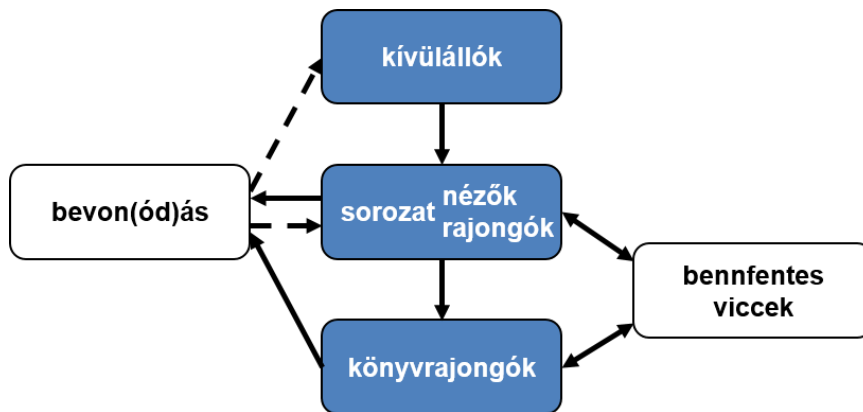 kívülállók
bevon(ód)ás
sorozat nézők
rajongók
bennfentes
viccek
könyvrajongók